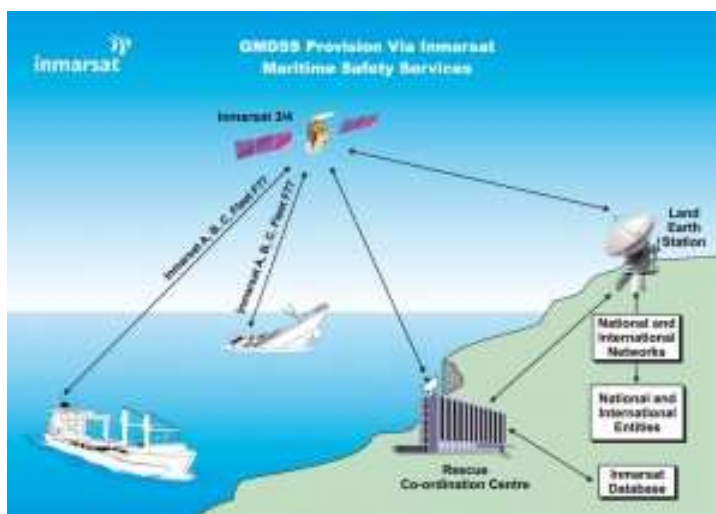 inmarsat
GMDSS Provision Via Inmarsat
Maritime Safety Services
Inmarsat 3/4
Inmarsat A, B, C, Fleet F77
Inmarsat A, B, C, Fleet F77
Land
Earth
Station
National and
International
Networks
National and
International
Entities
Rescue
Co-ordination Centre
Inmarsat
Database